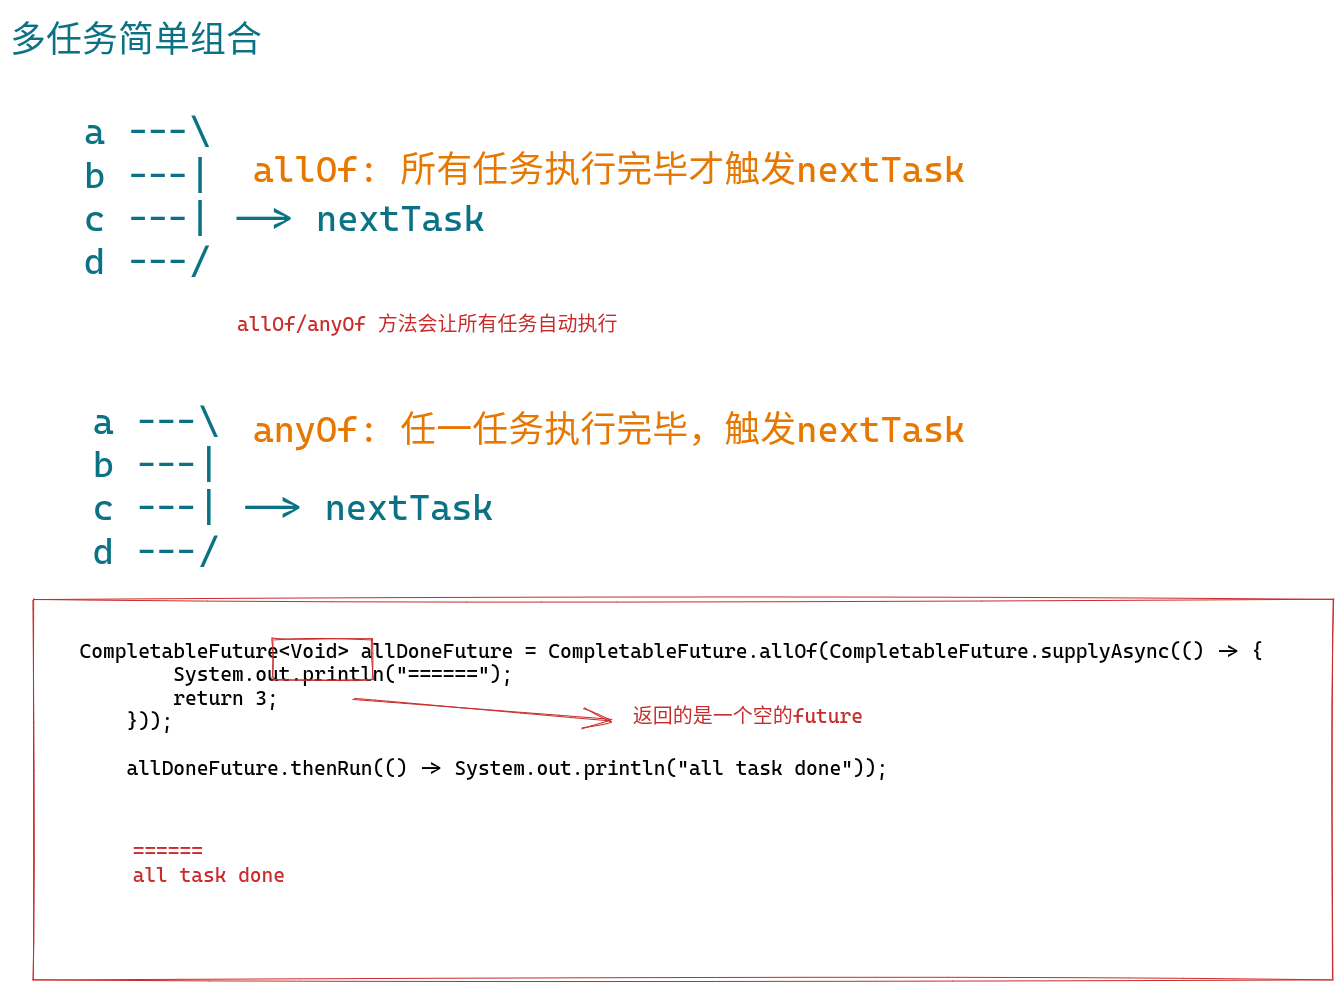 多任务简单组合
a ---\
b ---|
allOf: 所有任务执行完毕才触发nextTask
c ---| —> nextTask
d ---/
allOf/anyOf 方法会让所有任务自动执行
a ---\
anyOf: 任一任务执行完毕，触发nextTask
b ---|
c ---| —> nextTask
d ---/
CompletableFuture<Void> allDoneFuture = CompletableFuture.allOf(CompletableFuture.supplyAsync(() -> {
System.out.println("======");
return 3;
}));
返回的是一个空的future
allDoneFuture.thenRun(() -> System.out.println("all task done"));
======
all task done